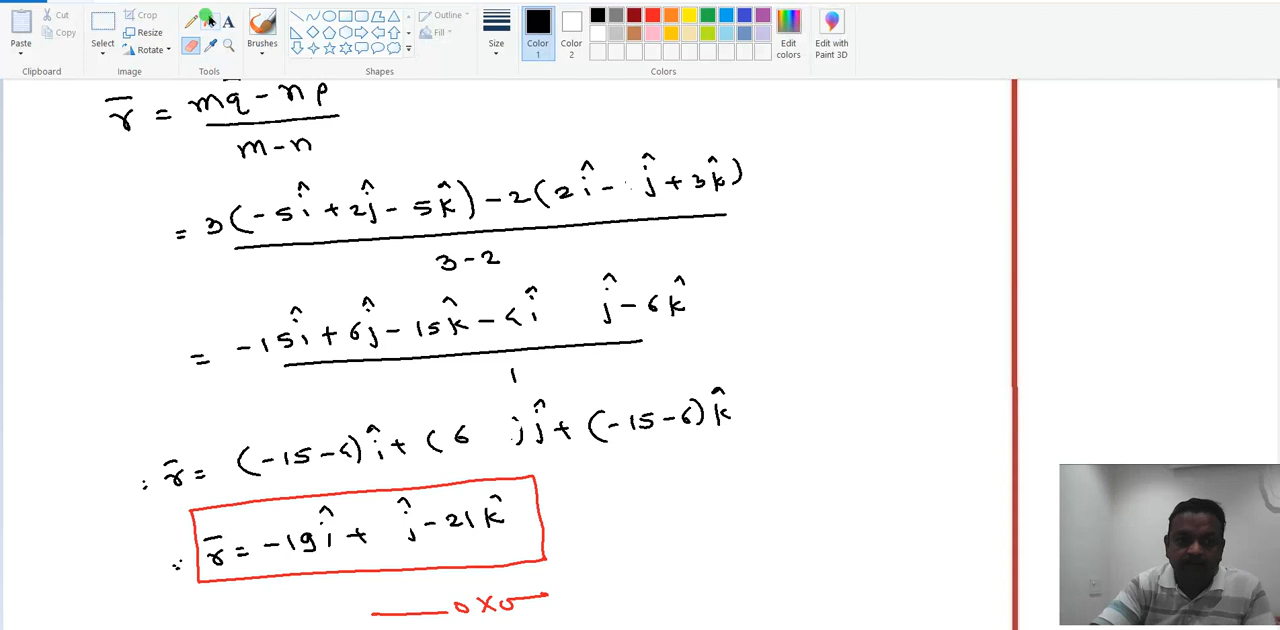 Cut
Copy
Paste
Clipboard
Select
Crop
Resize
Rotate
Image
A
Tools
Brushes
Outline
Fill
Shapes
Size
Color 1
Color 2
Edit colors
Edit with Paint 3D
Colors
r̄ = mq̄ - np
m - n
= 3(-5î + 2ĵ - 5k̂) - 2(2î - ĵ + 3k̂)
3 - 2
= -15î + 6ĵ - 15k̂ - 4î ĵ - 6k̂
1
∴ r̄ = (-15-4)î + (6 )ĵ + (-15-6)k̂
∵ r̄ = -19î + ĵ - 21k̂
0x0